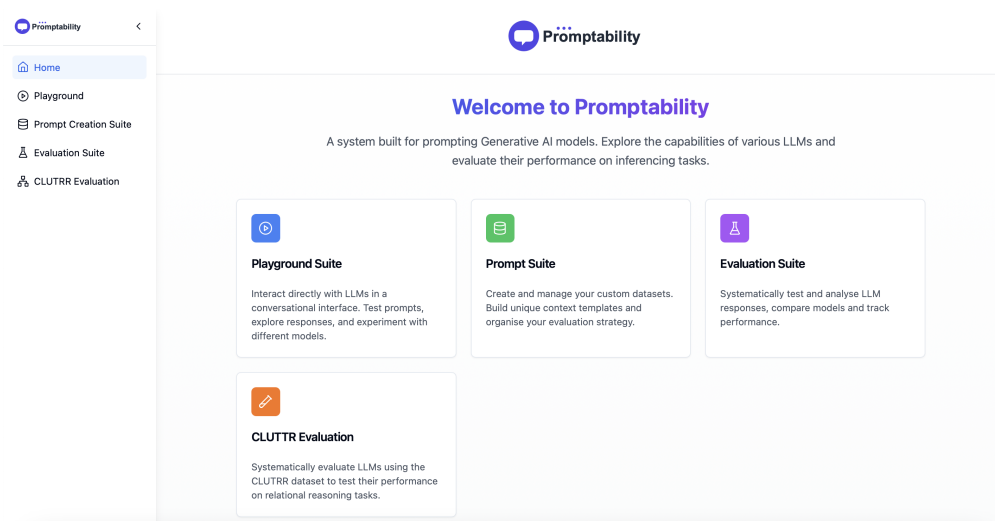 Promptability
Home
Playground
Prompt Creation Suite
Evaluation Suite
CLUTRR Evaluation
Promptability
Welcome to Promptability
A system built for prompting Generative AI models. Explore the capabilities of various LLMs and
evaluate their performance on inferencing tasks.
Playground Suite
Interact directly with LLMs in a
conversational interface. Test prompts,
explore responses, and experiment with
different models.
Prompt Suite
Create and manage your custom datasets.
Build unique context templates and
organise your evaluation strategy.
Evaluation Suite
Systematically test and analyse LLM
responses, compare models and track
performance.
CLUTTR Evaluation
Systematically evaluate LLMs using the
CLUTRR dataset to test their performance
on relational reasoning tasks.